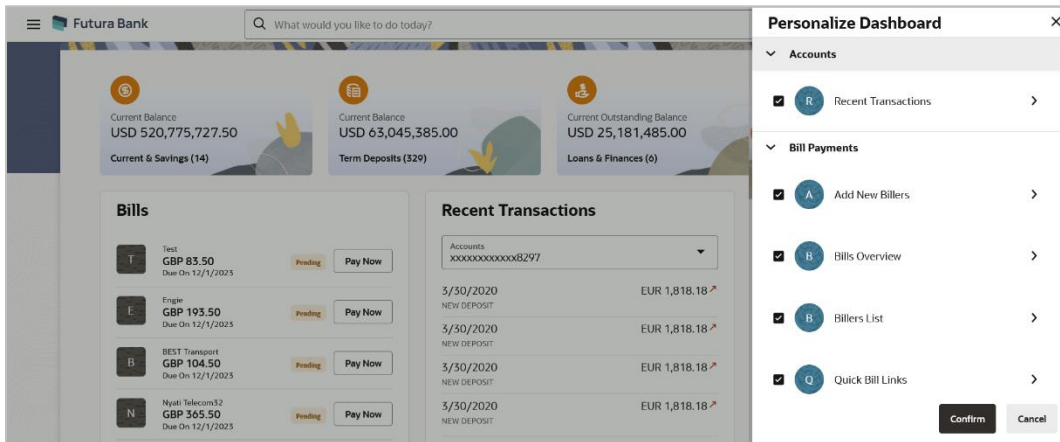 Futura Bank
What would you like to do today?
Current Balance
USD 520,775,727.50
Current & Savings (14)
Current Balance
USD 63,045,385.00
Term Deposits (329)
Current Outstanding Balance
USD 25,181,485.00
Loans & Finances (6)
Bills
T
Test
GBP 83.50
Due On 12/1/2023
Pending
Pay Now
E
Engie
GBP 193.50
Due On 12/1/2023
Pending
Pay Now
B
BEST Transport
GBP 104.50
Due On 12/1/2023
Pending
Pay Now
N
Nyati Telecom32
GBP 365.50
Due On 12/1/2023
Pending
Pay Now
Recent Transactions
Accounts
xxxxxxxxxxxx8297
3/30/2020 EUR 1,818.18
NEW DEPOSIT
3/30/2020 EUR 1,818.18
NEW DEPOSIT
3/30/2020 EUR 1,818.18
NEW DEPOSIT
3/30/2020 EUR 1,818.18
NEW DEPOSIT
Personalize Dashboard
Accounts
R Recent Transactions
Bill Payments
A Add New Billers
B Bills Overview
B Billers List
Q Quick Bill Links
Confirm
Cancel